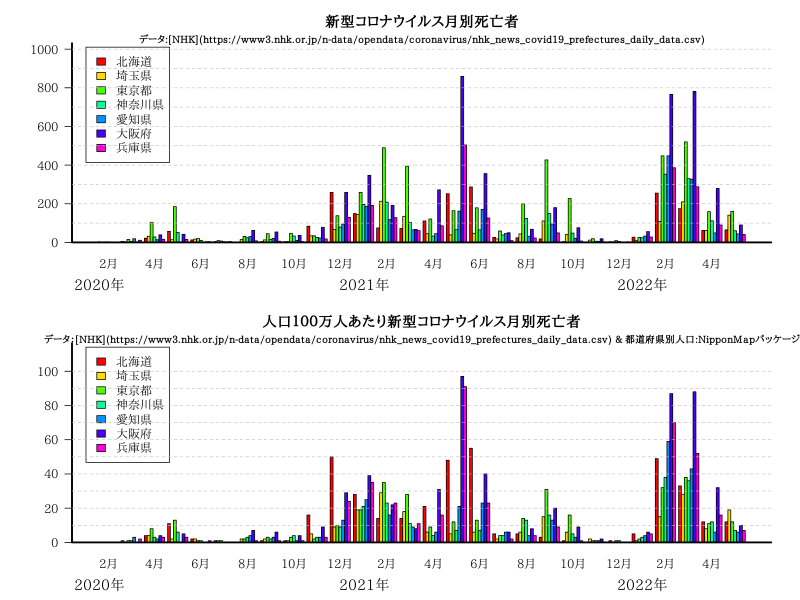 新型コロナウイルス月別死亡者
データ:[NHK](https://www3.nhk.or.jp/n-data/opendata/coronavirus/nhk_news_covid19_prefectures_daily_data.csv)
1000
800
600
400
200
0
北海道
埼玉県
東京都
神奈川県
愛知県
大阪府
兵庫県
2月 4月 6月 8月 10月 12月 2月 4月 6月 8月 10月 12月 2月 4月
2020年 2021年 2022年
人口100万人あたり新型コロナウイルス月別死亡者
データ:[NHK](https://www3.nhk.or.jp/n-data/opendata/coronavirus/nhk_news_covid19_prefectures_daily_data.csv) & 都道府県別人口:NipponMapパッケージ
100
80
60
40
20
0
北海道
埼玉県
東京都
神奈川県
愛知県
大阪府
兵庫県
2月 4月 6月 8月 10月 12月 2月 4月 6月 8月 10月 12月 2月 4月
2020年 2021年 2022年